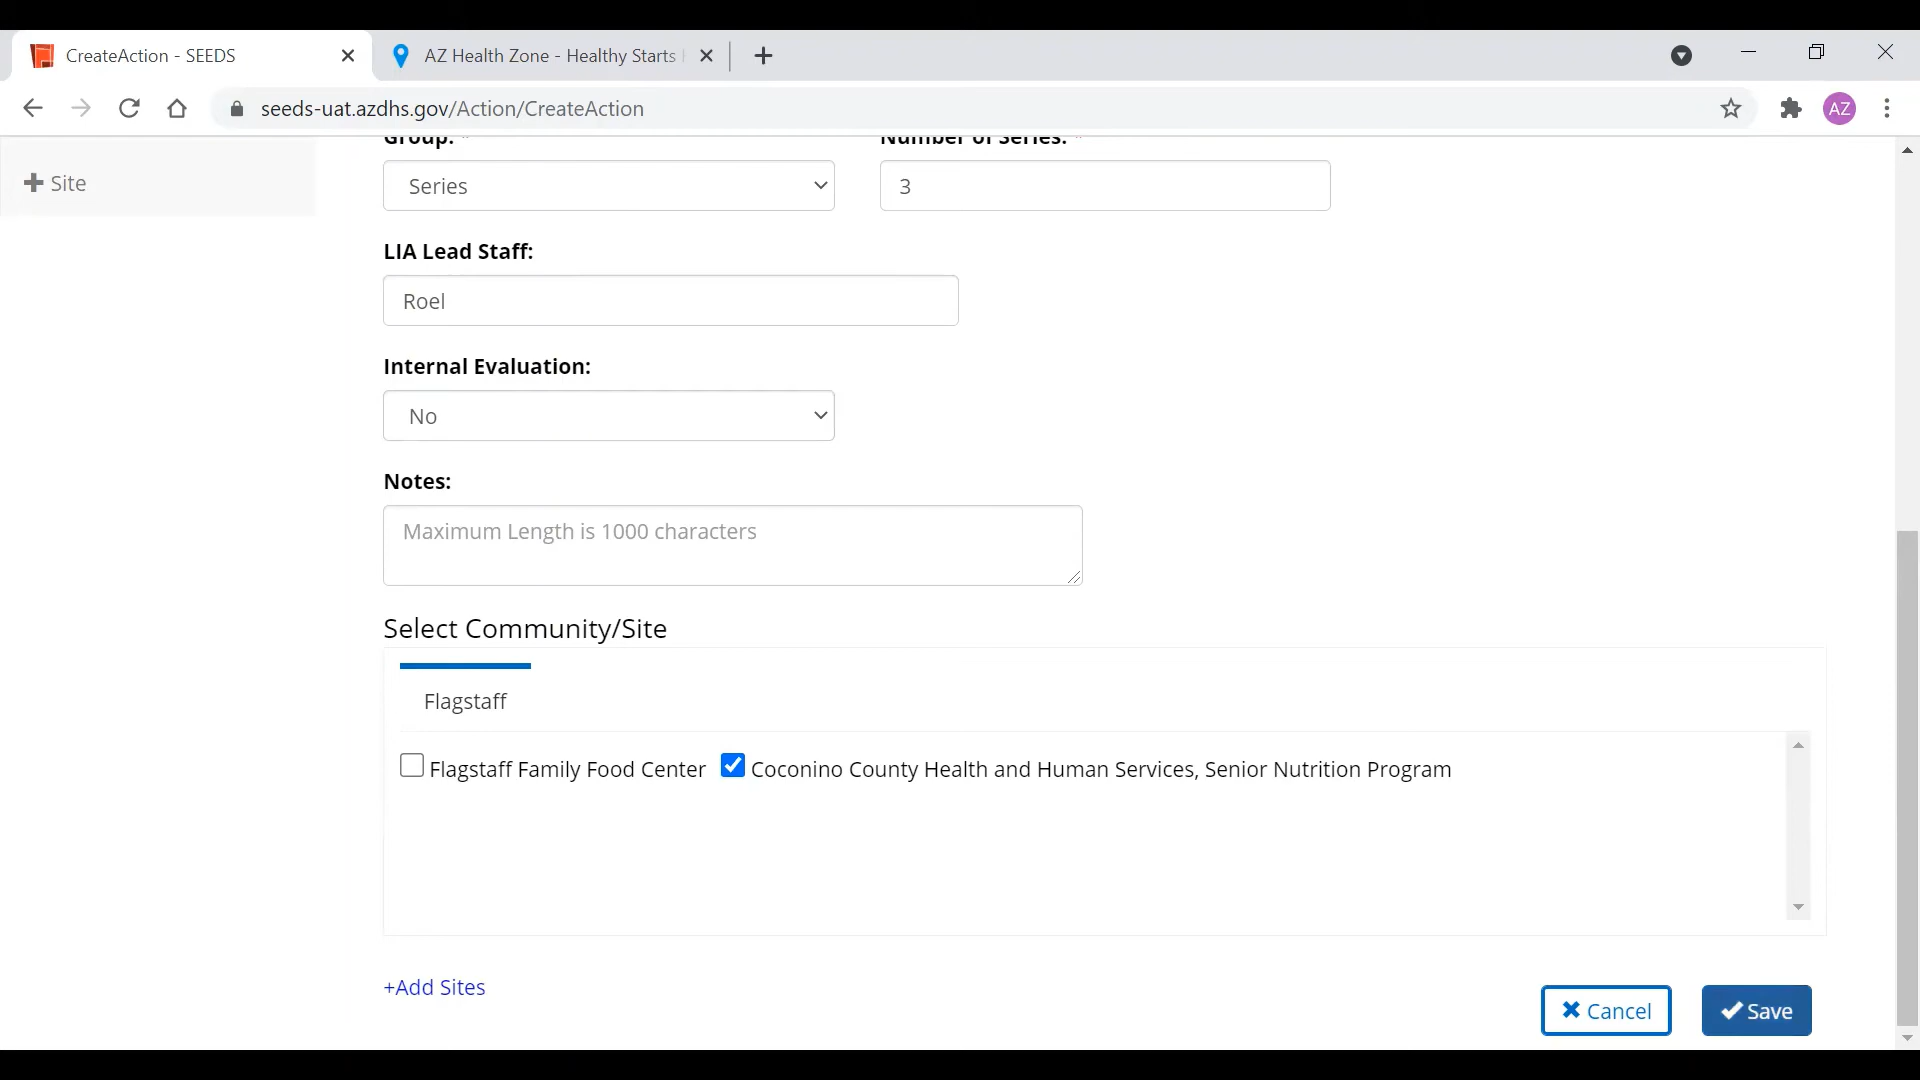 CreateAction - SEEDS
AZ Health Zone - Healthy Starts
seeds-uat.azdhs.gov/Action/CreateAction
AZ
Site
Group: *
Number of Series: *
Series
3
LIA Lead Staff:
Roel
Internal Evaluation:
No
Notes:
Maximum Length is 1000 characters
Select Community/Site
Flagstaff
Flagstaff Family Food Center
Coconino County Health and Human Services, Senior Nutrition Program
+Add Sites
Cancel
Save